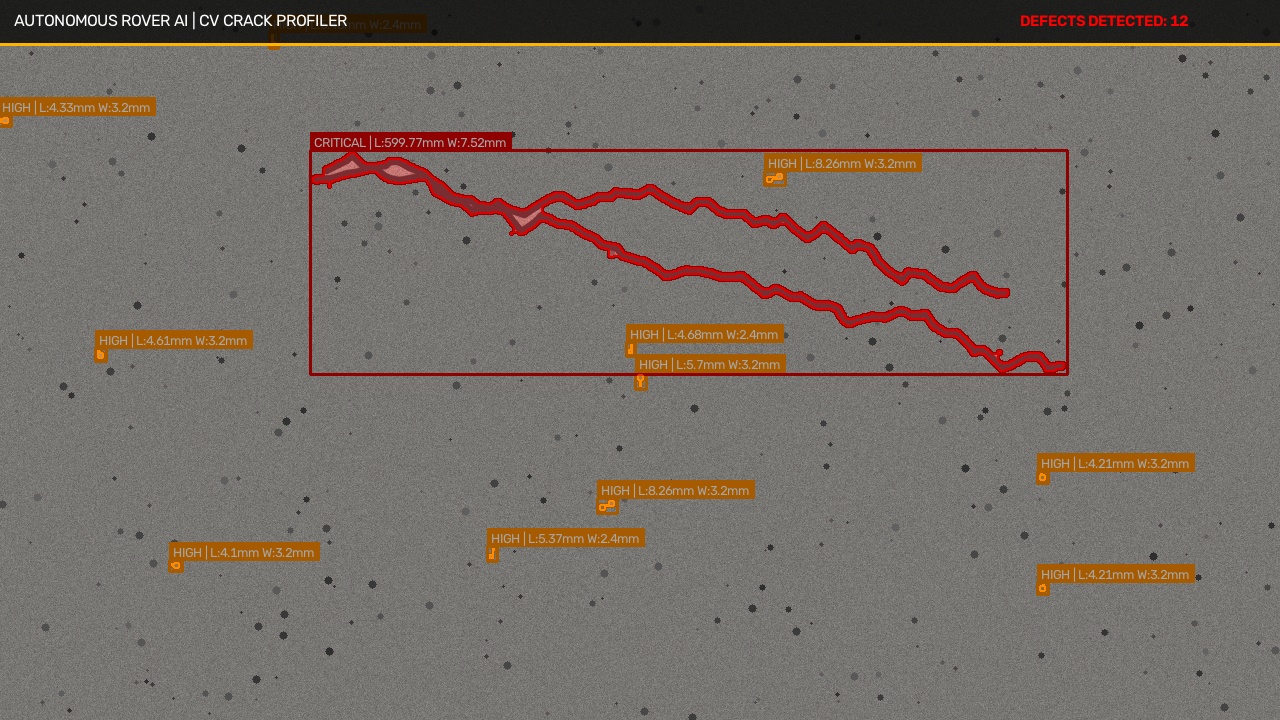 AUTONOMOUS ROVER AI | CV CRACK PROFILER
DEFECTS DETECTED: 12
W:2.4mm
HIGH | L:4.33mm W:3.2mm
CRITICAL | L:599.77mm W:7.52mm
HIGH | L:8.26mm W:3.2mm
HIGH | L:4.61mm W:3.2mm
HIGH | L:4.68mm W:2.4mm
HIGH | L:5.7mm W:3.2mm
HIGH | L:4.21mm W:3.2mm
HIGH | L:8.26mm W:3.2mm
HIGH | L:5.37mm W:2.4mm
HIGH | L:4.1mm W:3.2mm
HIGH | L:4.21mm W:3.2mm